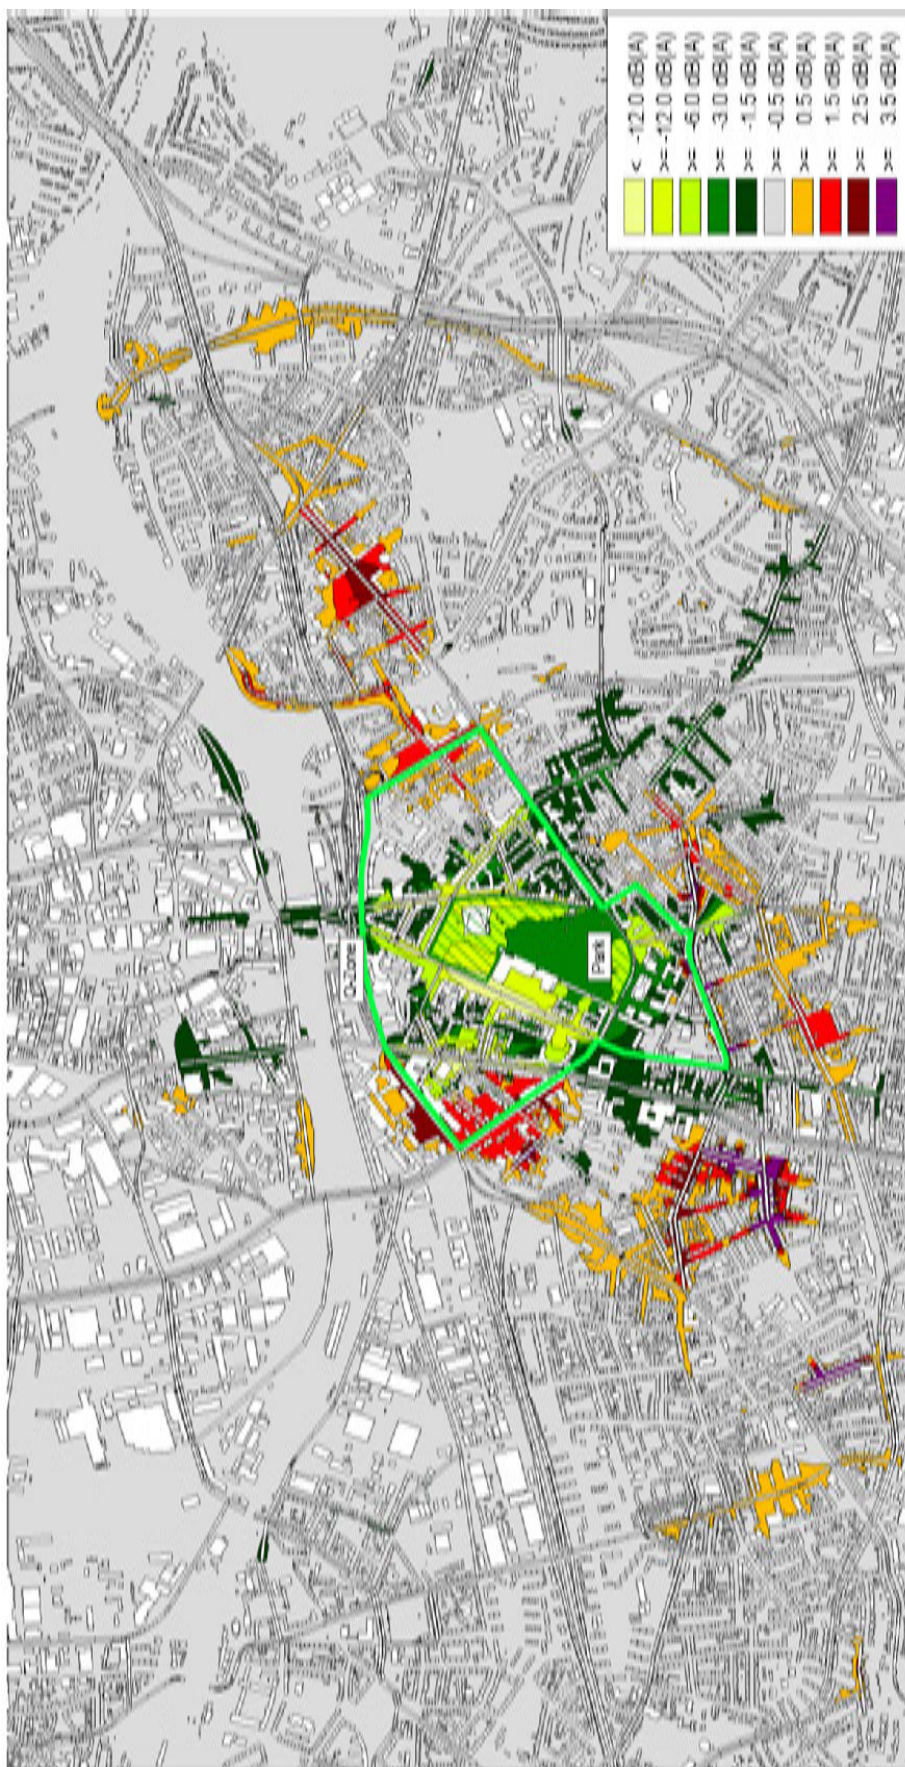 < -12.0 dB(A)
>= -12.0 dB(A)
>= -6.0 dB(A)
>= -3.0 dB(A)
>= -1.5 dB(A)
>= -0.5 dB(A)
>= 0.5 dB(A)
>= 1.5 dB(A)
>= 2.5 dB(A)
>= 3.5 dB(A)
Q-Zone
Park